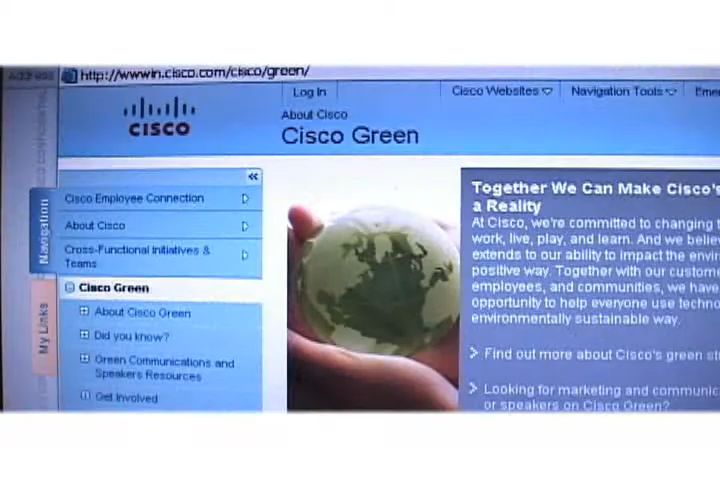 Address
http://wwwin.cisco.com/cisco/green/
Log In
Cisco Websites
Navigation Tools
CISCO
About Cisco
Cisco Green
CISCO CONFIDENTIAL
Navigation
My Links
Cisco Employee Connection
About Cisco
Cross-Functional Initiatives &
Teams
Cisco Green
About Cisco Green
Did you know?
Green Communications and
Speakers Resources
Get Involved
Together We Can Make Cisco's
a Reality
At Cisco, we're committed to changing
work, live, play, and learn. And we
extends to our ability to impact the
positive way. Together with our
employees, and communities, we have
opportunity to help everyone use
environmentally sustainable way.
Find out more about Cisco's green
Looking for marketing and
or speakers on Cisco Green?